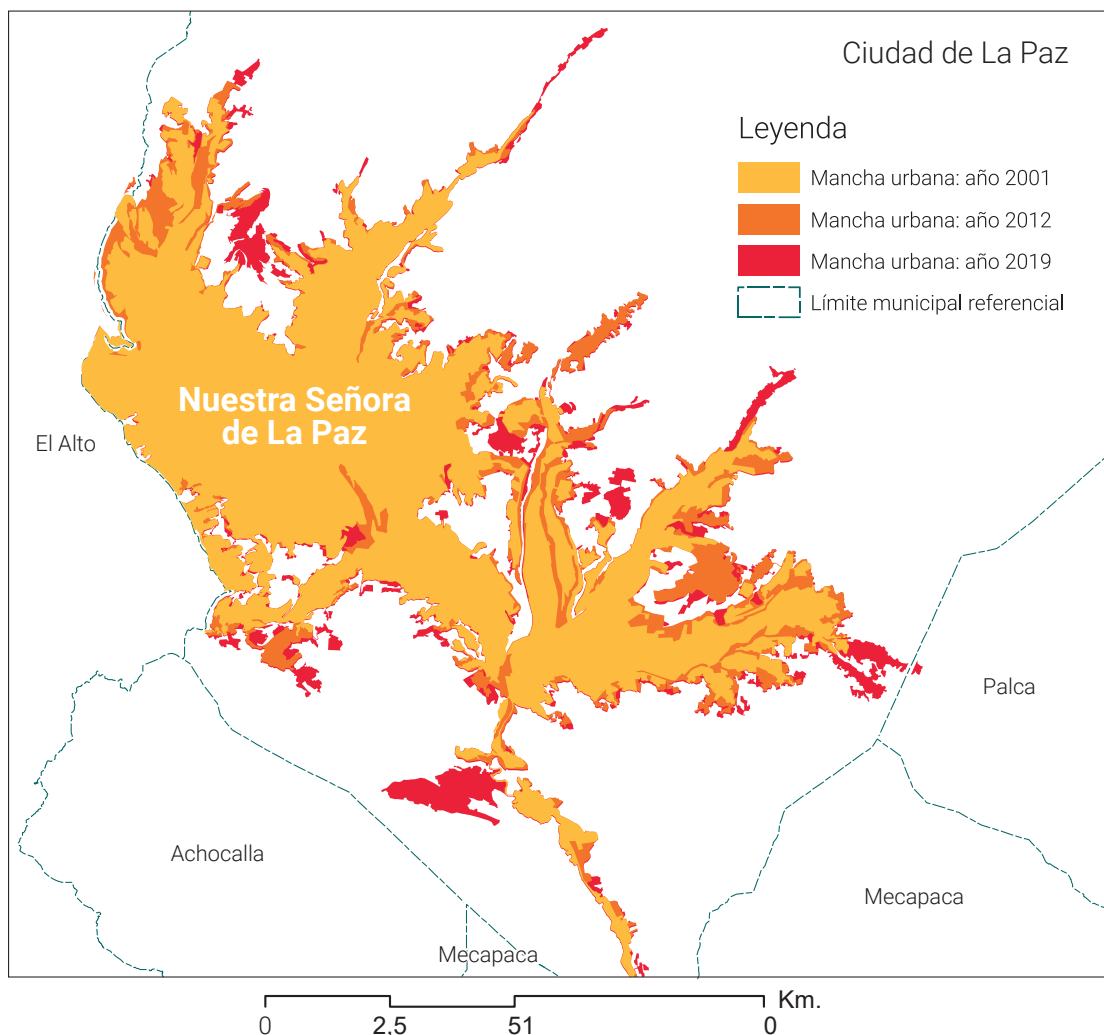 Ciudad de La Paz
Leyenda
Mancha urbana: año 2001
Mancha urbana: año 2012
Mancha urbana: año 2019
Límite municipal referencial
Nuestra Señora
de La Paz
El Alto
Palca
Achocalla
Mecapaca
Mecapaca
Km.
0 2,5 51 0